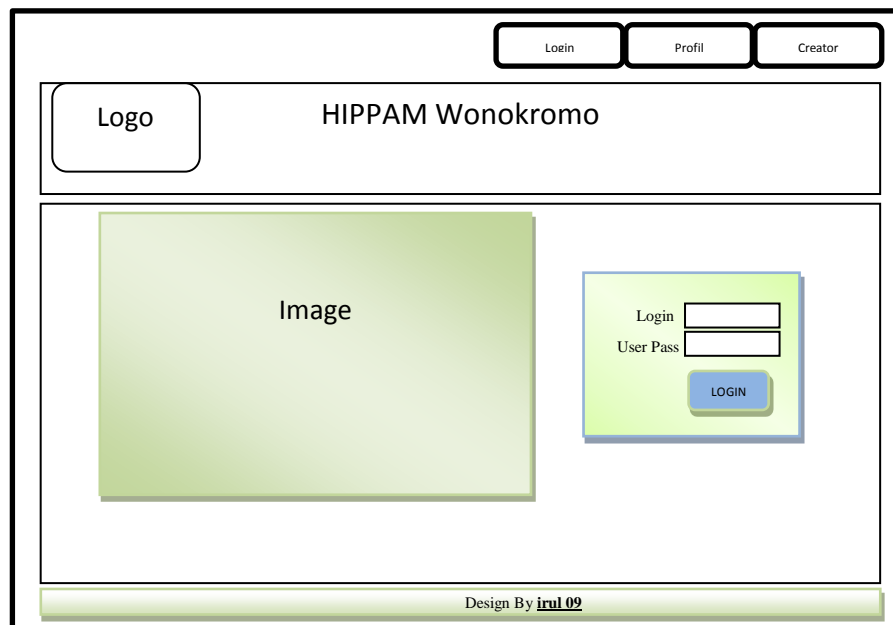 Login Profil Creator
Logo
HIPPAM Wonokromo
Image
Login
User Pass
LOGIN
Design By irul 09